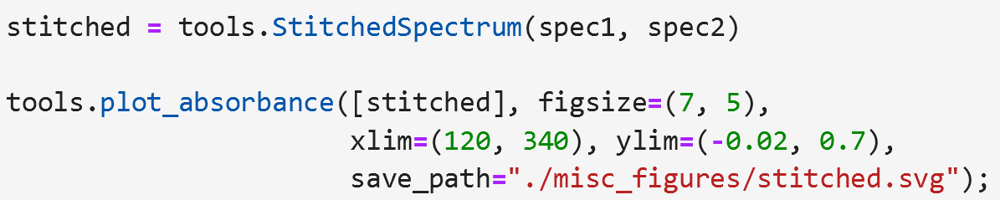 stitched = tools.StitchedSpectrum(spec1, spec2)
tools.plot_absorbance([stitched], figsize=(7, 5),
xlim=(120, 340), ylim=(-0.02, 0.7),
save_path="./misc_figures/stitched.svg");